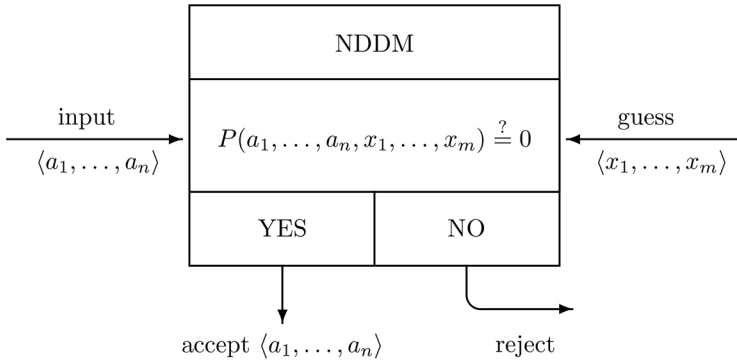 NDDM
input
⟨a₁, . . . , aₙ⟩
P(a₁, . . . , aₙ, x₁, . . . , xₘ) ≟ 0
guess
⟨x₁, . . . , xₘ⟩
YES
NO
accept ⟨a₁, . . . , aₙ⟩
reject